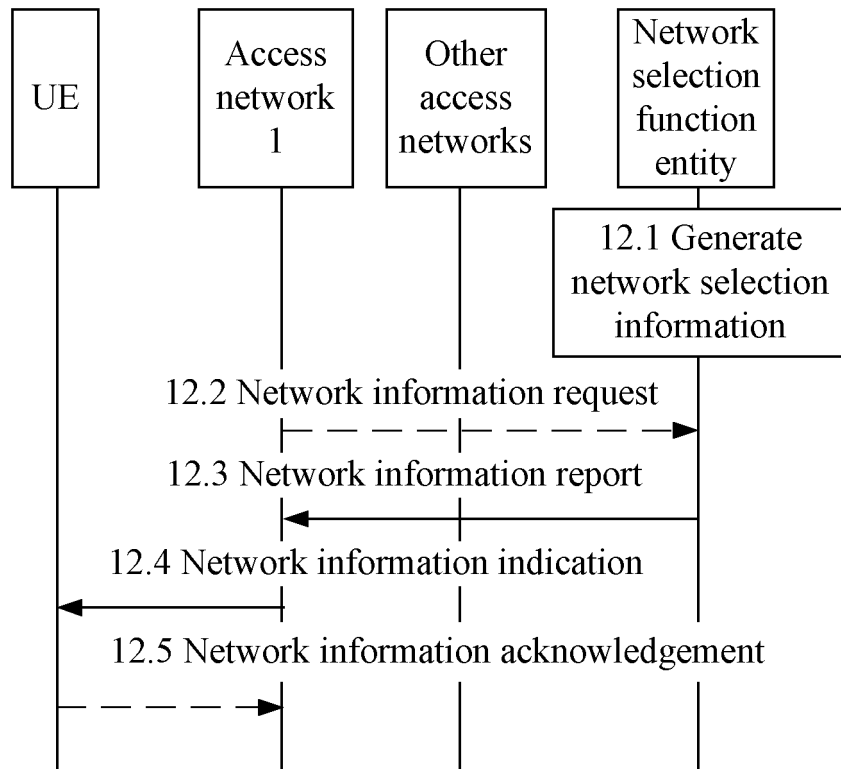 UE
Access
network
1
Other
access
networks
Network
selection
function
entity
12.1 Generate
network selection
information
12.2 Network information request
12.3 Network information report
12.4 Network information indication
12.5 Network information acknowledgement